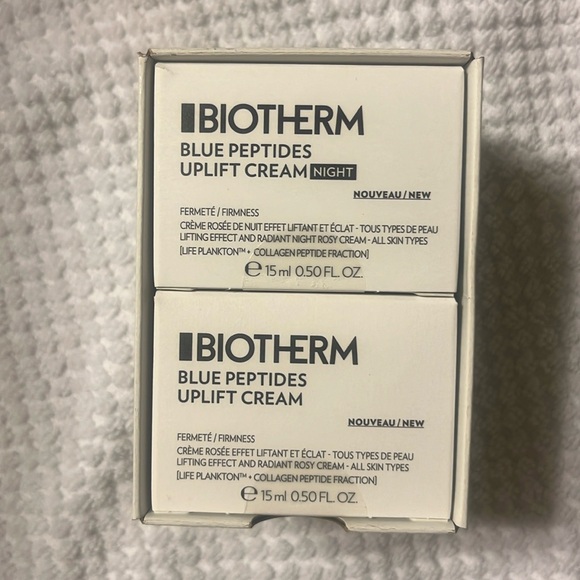 BIOTHERM
BLUE PEPTIDES
UPLIFT CREAM NIGHT
NOUVEAU / NEW
FERMETÉ / FIRMNESS
CRÈME ROSÉE DE NUIT EFFET LIFTANT ET ÉCLAT - TOUS TYPES DE PEAU
LIFTING EFFECT AND RADIANT NIGHT ROSY CREAM - ALL SKIN TYPES
[LIFE PLANKTON™ + COLLAGEN PEPTIDE FRACTION]
℮ 15 ml 0.50 FL. OZ.
BIOTHERM
BLUE PEPTIDES
UPLIFT CREAM
NOUVEAU / NEW
FERMETÉ / FIRMNESS
CRÈME ROSÉE EFFET LIFTANT ET ÉCLAT - TOUS TYPES DE PEAU
LIFTING EFFECT AND RADIANT ROSY CREAM - ALL SKIN TYPES
[LIFE PLANKTON™ + COLLAGEN PEPTIDE FRACTION]
℮ 15 ml 0.50 FL. OZ.